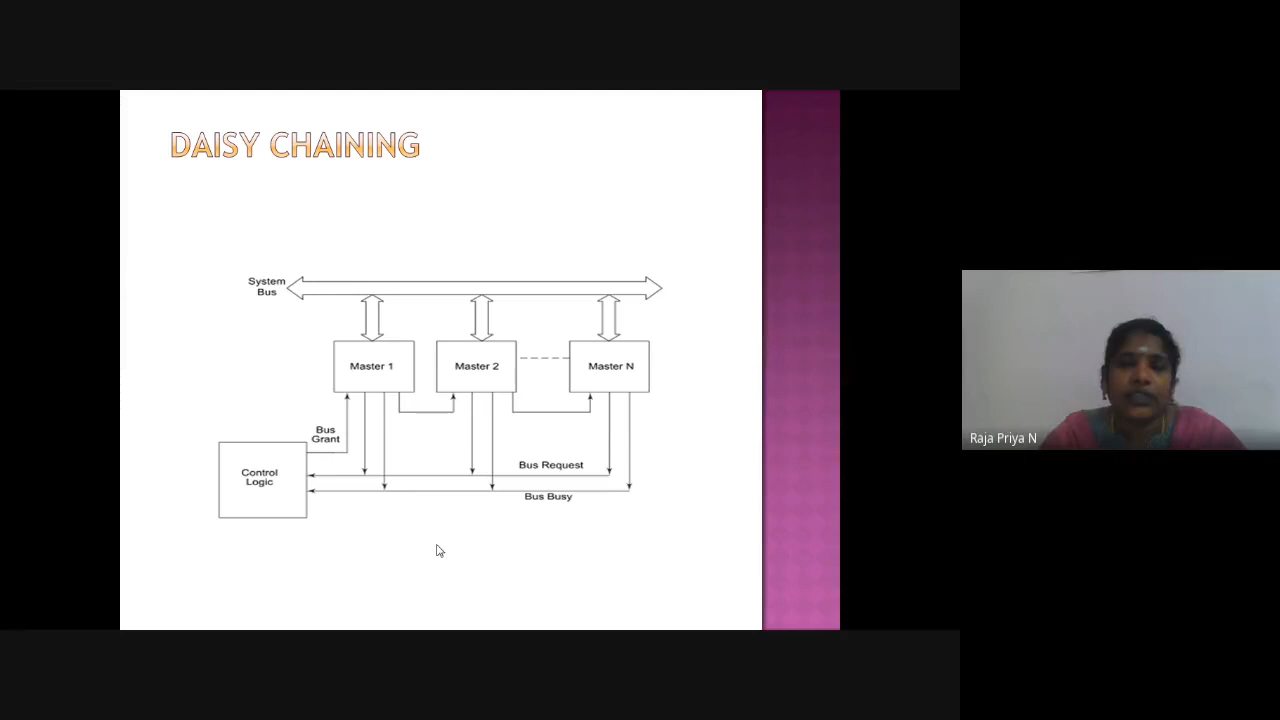 DAISY CHAINING
System
Bus
Master 1
Master 2
Master N
Bus
Grant
Control
Logic
Bus Request
Bus Busy
Raja Priya N